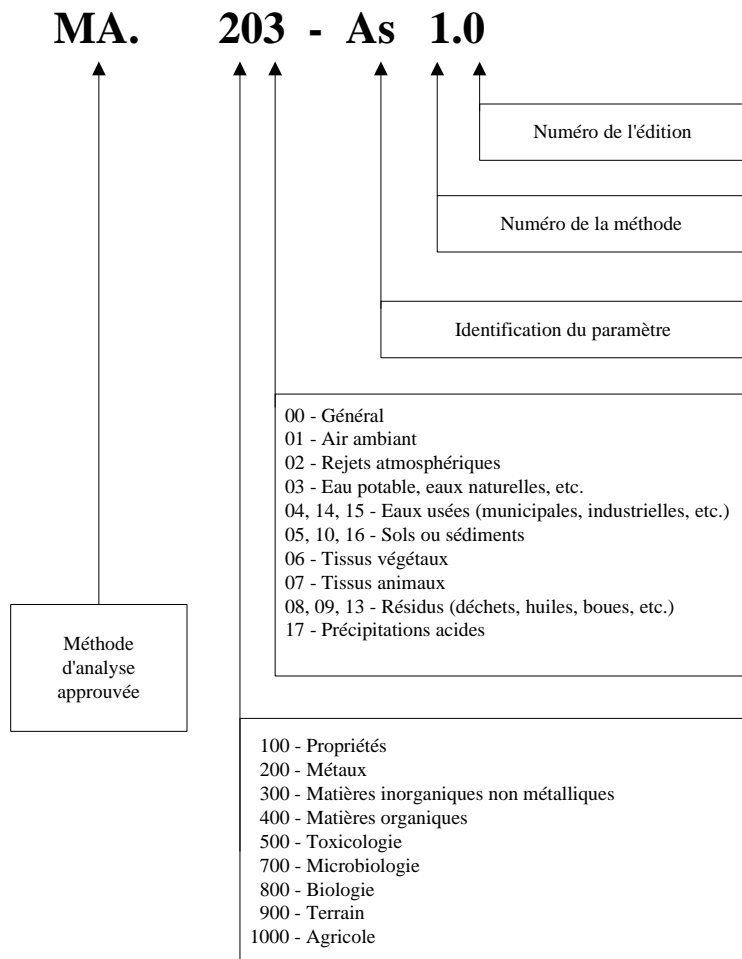 MA. 203 - As 1.0
Numéro de l'édition
Numéro de la méthode
Identification du paramètre
00 - Général
01 - Air ambiant
02 - Rejets atmosphériques
03 - Eau potable, eaux naturelles, etc.
04, 14, 15 - Eaux usées (municipales, industrielles, etc.)
05, 10, 16 - Sols ou sédiments
06 - Tissus végétaux
07 - Tissus animaux
08, 09, 13 - Résidus (déchets, huiles, boues, etc.)
17 - Précipitations acides
Méthode
d'analyse
approuvée
100 - Propriétés
200 - Métaux
300 - Matières inorganiques non métalliques
400 - Matières organiques
500 - Toxicologie
700 - Microbiologie
800 - Biologie
900 - Terrain
1000 - Agricole